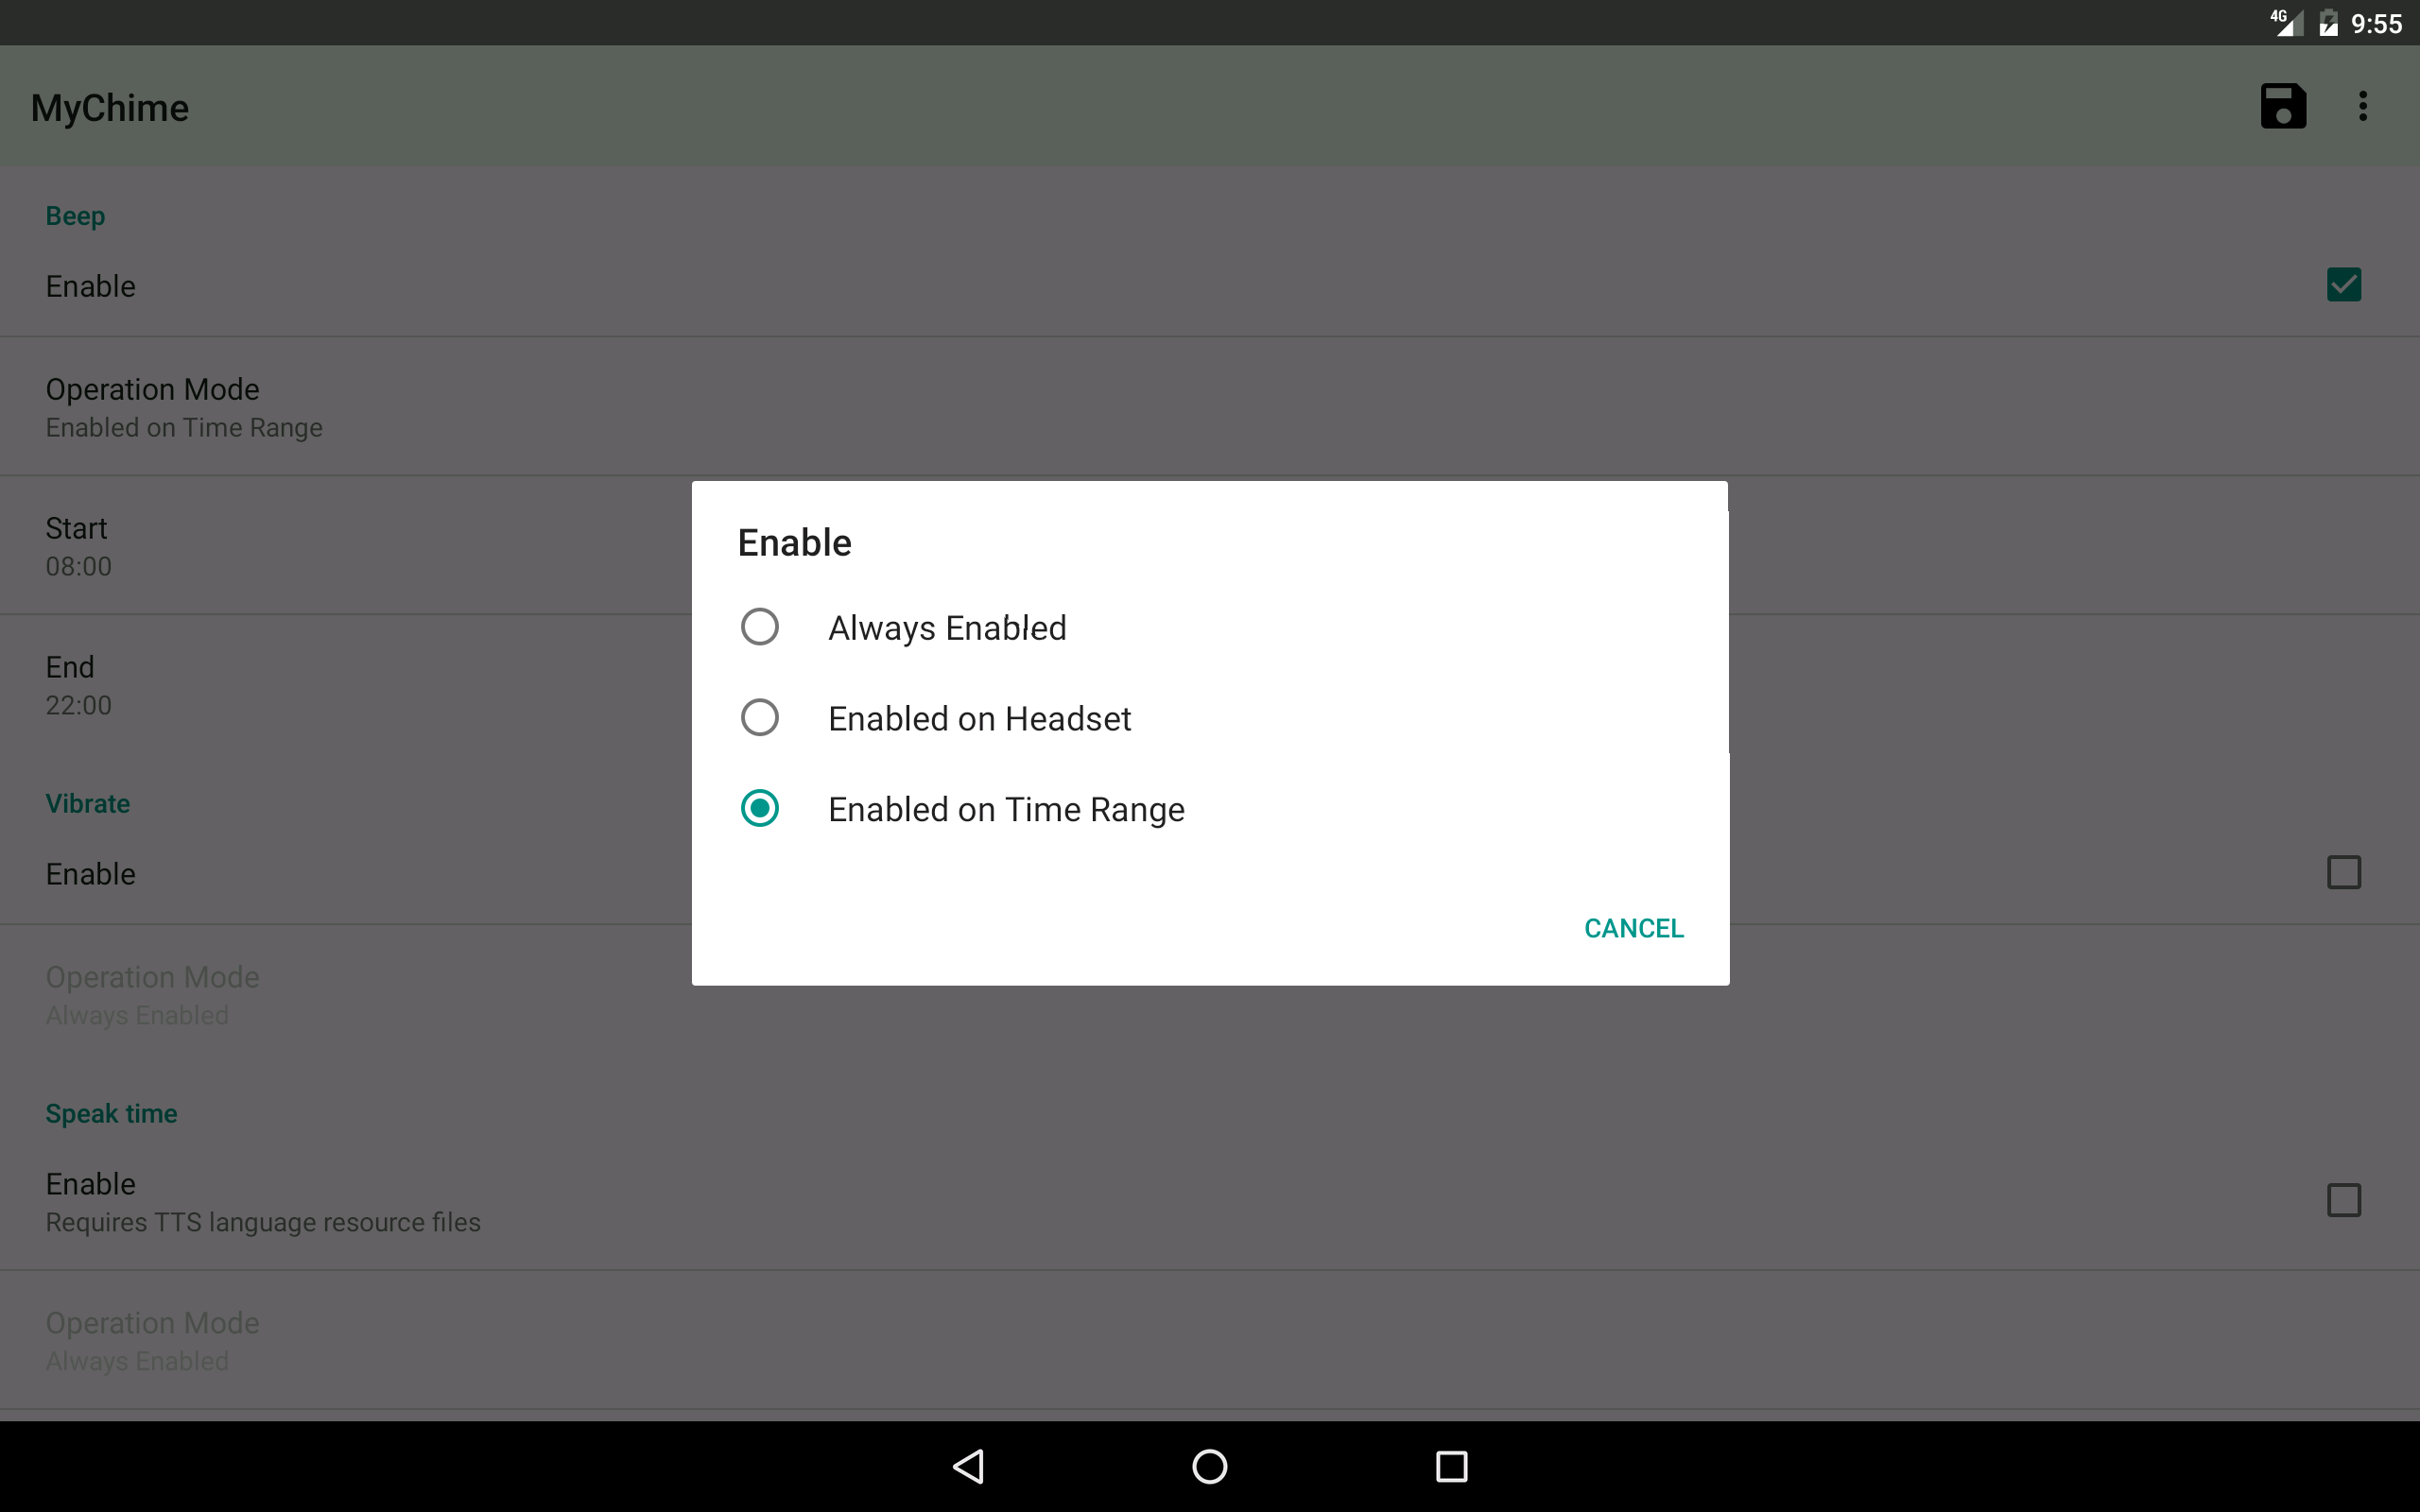 4G 9:55
MyChime
Beep
Enable
Operation Mode
Enabled on Time Range
Start
08:00
End
22:00
Vibrate
Enable
Operation Mode
Always Enabled
Speak time
Enable
Requires TTS language resource files
Operation Mode
Always Enabled
Enable
Always Enabled
Enabled on Headset
Enabled on Time Range
CANCEL